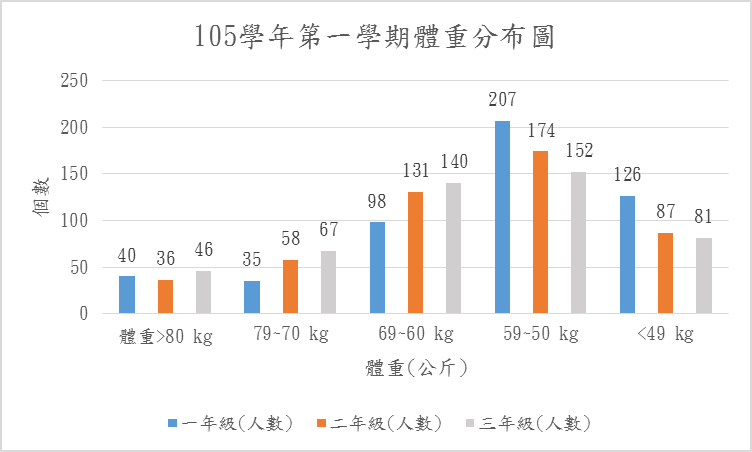 105學年第一學期體重分布圖
250
200
150
100
50
0
個數
40 36 46
35 58 67
98 131 140
207 174 152
126 87 81
體重>80 kg 79~70 kg 69~60 kg 59~50 kg <49 kg
體重(公斤)
一年級(人數) 二年級(人數) 三年級(人數)